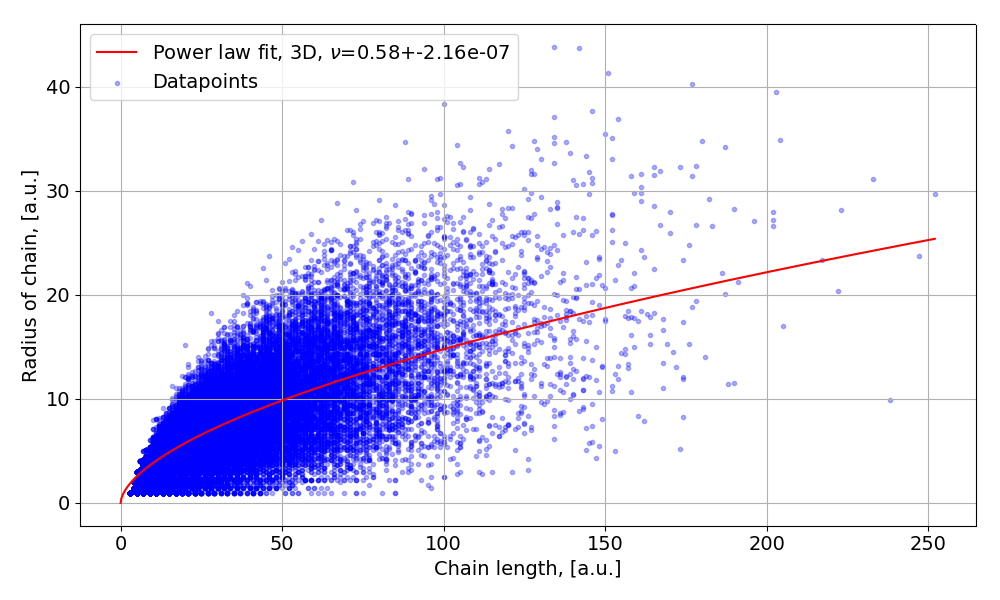 Power law fit, 3D, ν=0.58+-2.16e-07
Datapoints
Radius of chain, [a.u.]
40
30
20
10
0
0 50 100 150 200 250
Chain length, [a.u.]